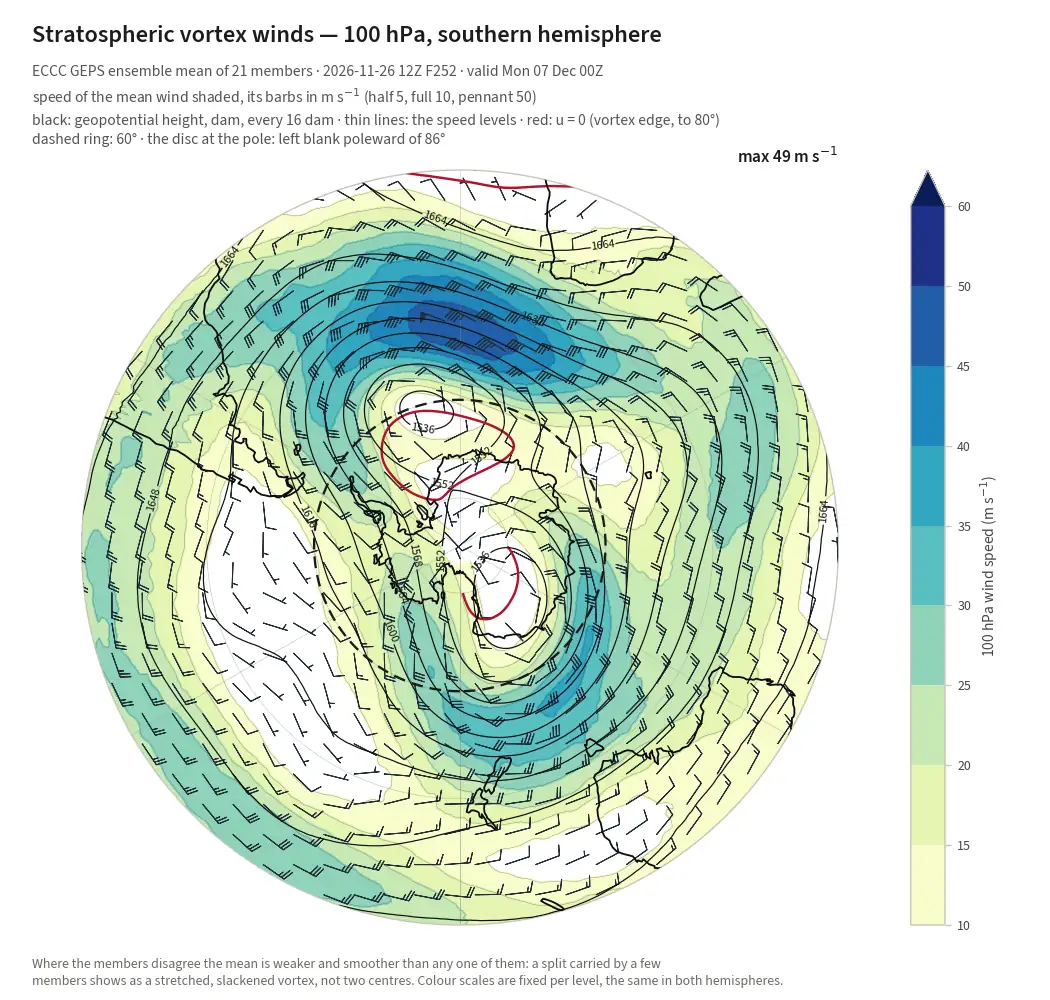 Stratospheric vortex winds — 100 hPa, southern hemisphere
ECCC GEPS ensemble mean of 21 members · 2026-11-26 12Z F252 · valid Mon 07 Dec 00Z
speed of the mean wind shaded, its barbs in m s⁻¹ (half 5, full 10, pennant 50)
black: geopotential height, dam, every 16 dam · thin lines: the speed levels · red: u = 0 (vortex edge, to 80°)
dashed ring: 60° · the disc at the pole: left blank poleward of 86°
max 49 m s⁻¹
60
50
45
40
35
30
25
20
15
10
100 hPa wind speed (m s⁻¹)
1664
1664
1664
1536
1552
1648
1664
1568
1552
1536
1600
Where the members disagree the mean is weaker and smoother than any one of them: a split carried by a few
members shows as a stretched, slackened vortex, not two centres. Colour scales are fixed per level, the same in both hemispheres.